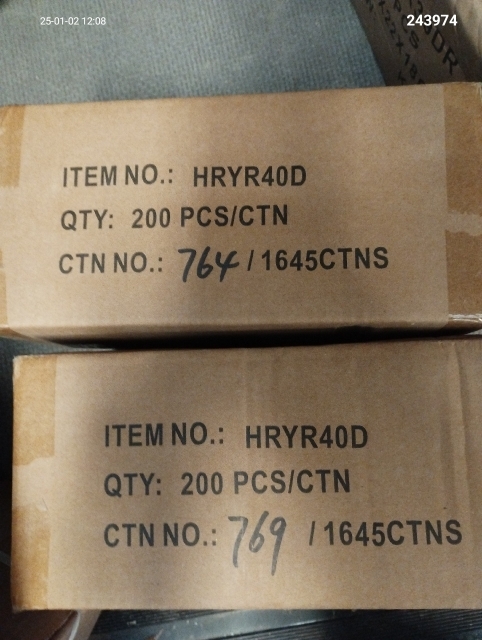 25-01-02 12:08
243974
ITEM NO.: HRYR40D
QTY: 200 PCS/CTN
CTN NO.: 764 / 1645CTNS
ITEM NO.: HRYR40D
QTY: 200 PCS/CTN
CTN NO.: 769 / 1645CTNS